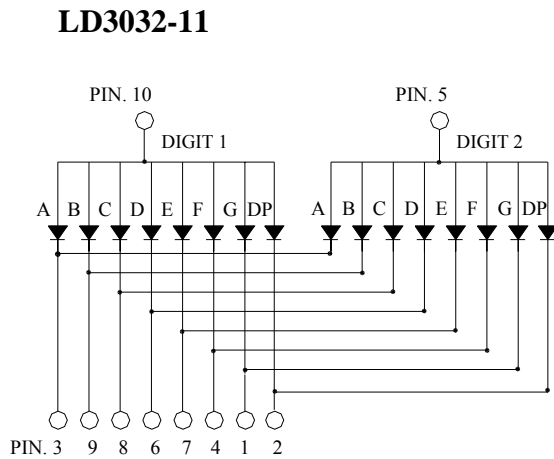 LD3032-11
PIN. 10 PIN. 5
DIGIT 1 DIGIT 2
A B C D E F G DP A B C D E F G DP
PIN. 3 9 8 6 7 4 1 2